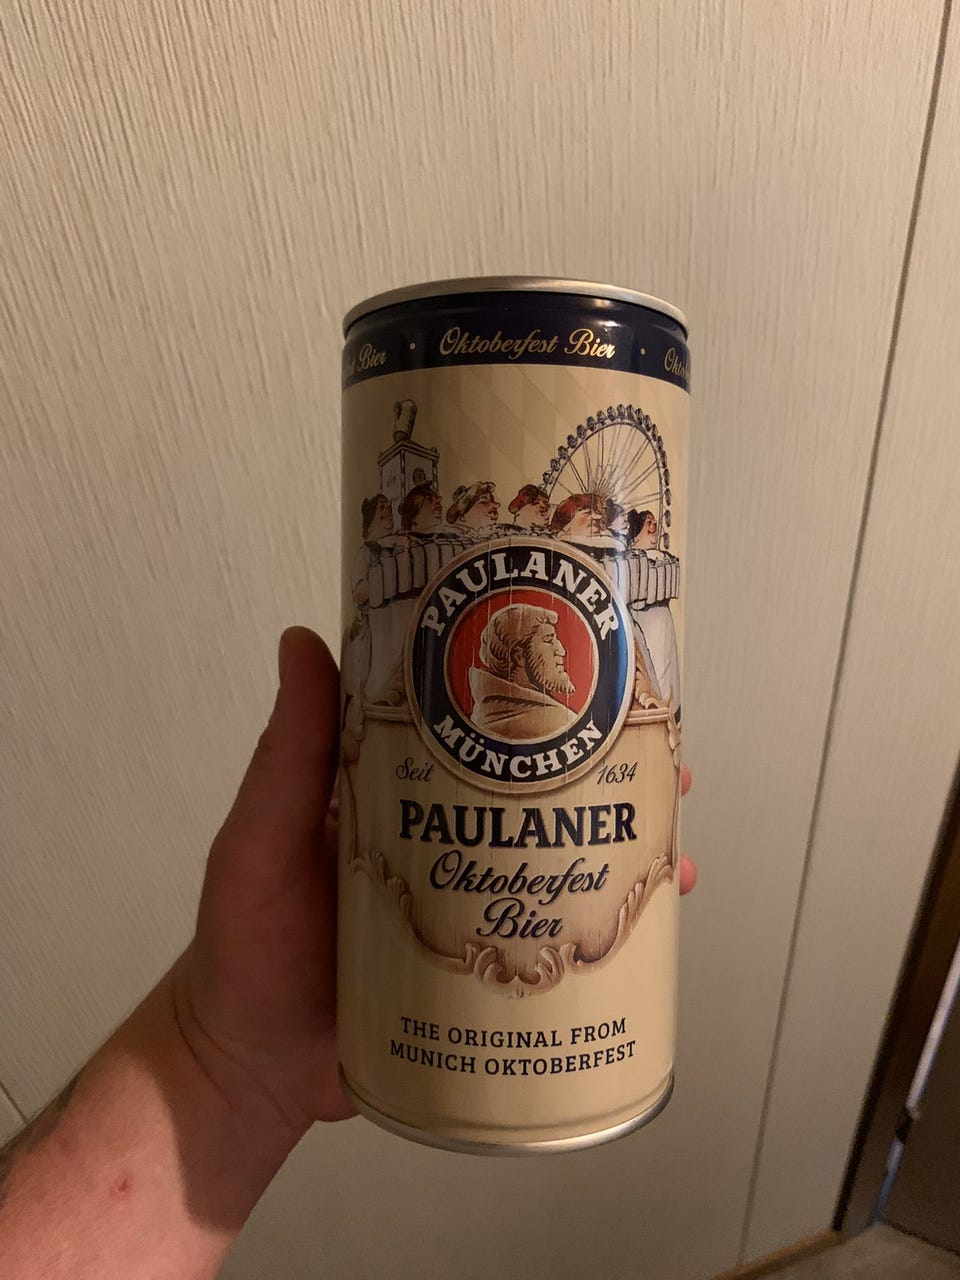 t Bier • Oktoberfest Bier • Okto
PAULANER
MÜNCHEN
Seit 1634
PAULANER
Oktoberfest
Bier
THE ORIGINAL FROM
MUNICH OKTOBERFEST